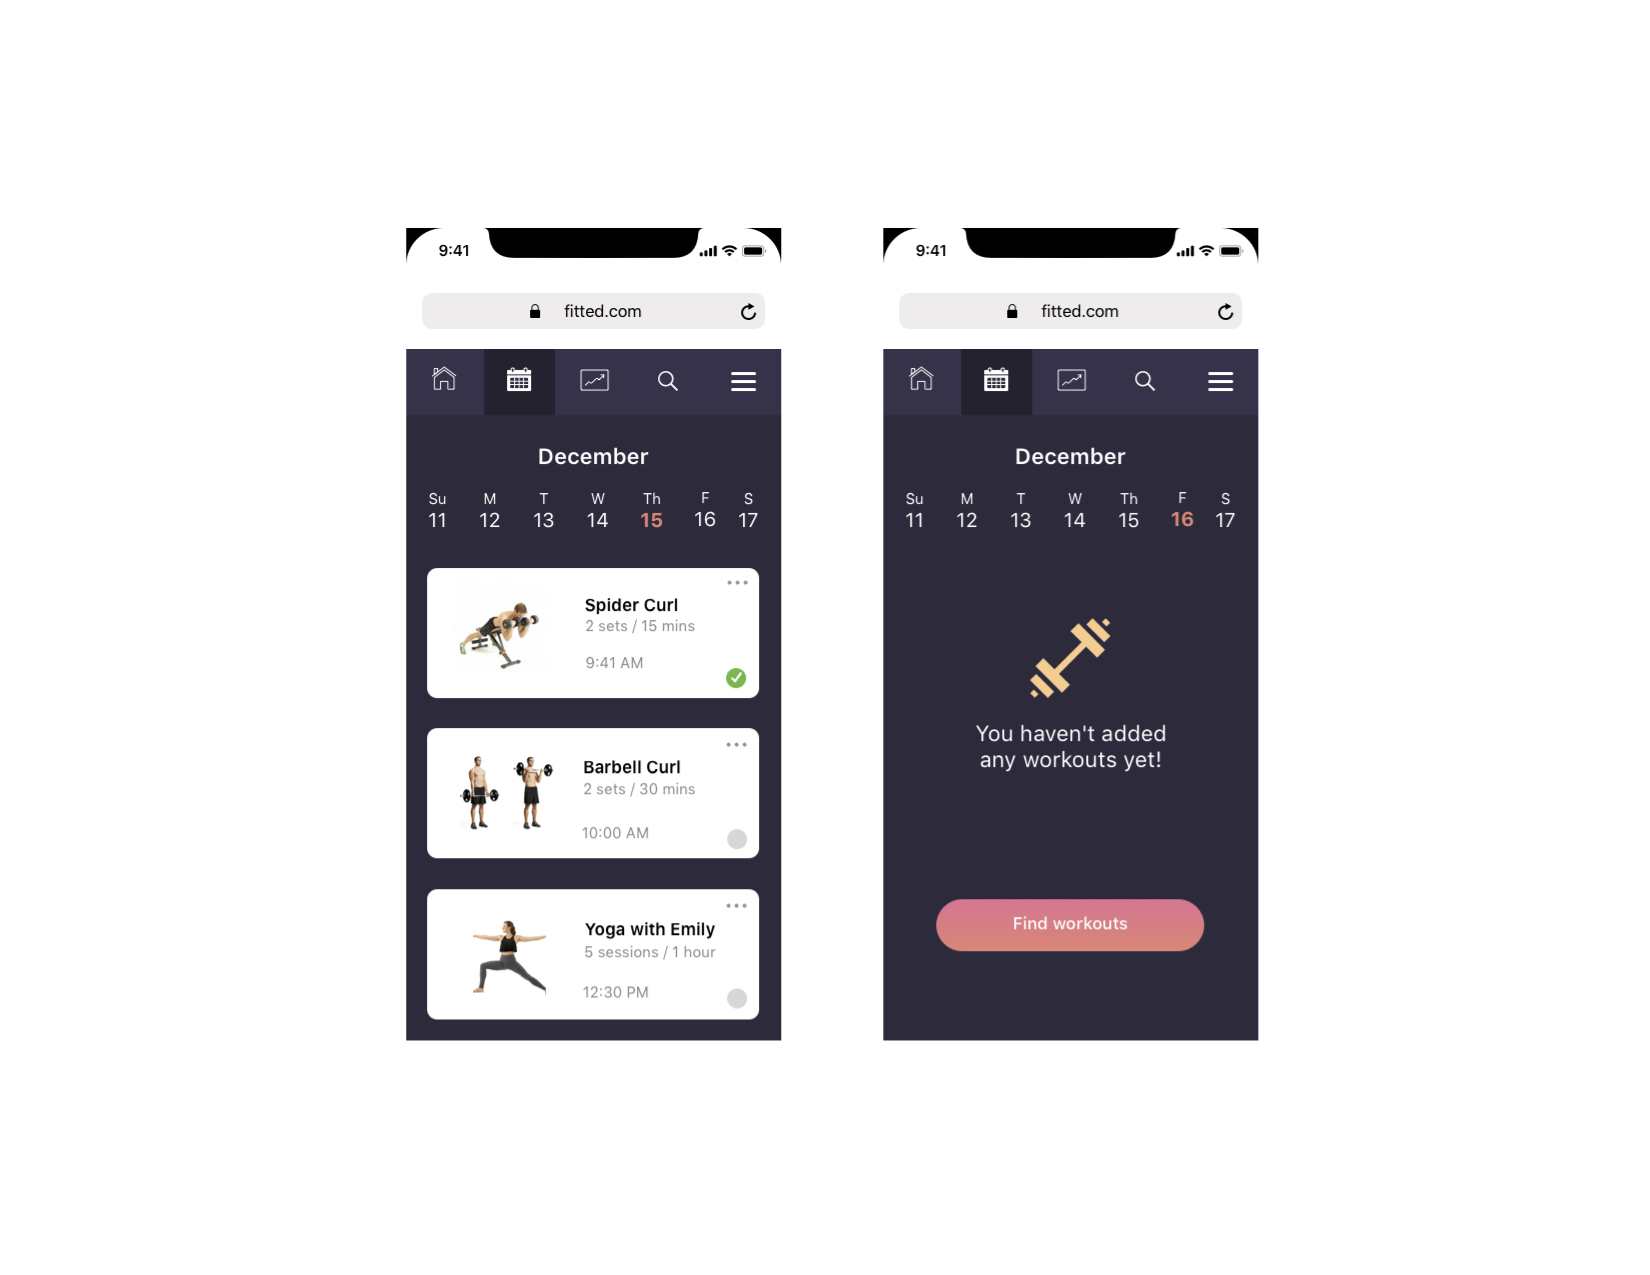 9:41
fitted.com
December
Su M T W Th F S
11 12 13 14 15 16 17
Spider Curl
2 sets / 15 mins
9:41 AM
Barbell Curl
2 sets / 30 mins
10:00 AM
Yoga with Emily
5 sessions / 1 hour
12:30 PM
9:41
fitted.com
December
Su M T W Th F S
11 12 13 14 15 16 17
You haven't added
any workouts yet!
Find workouts